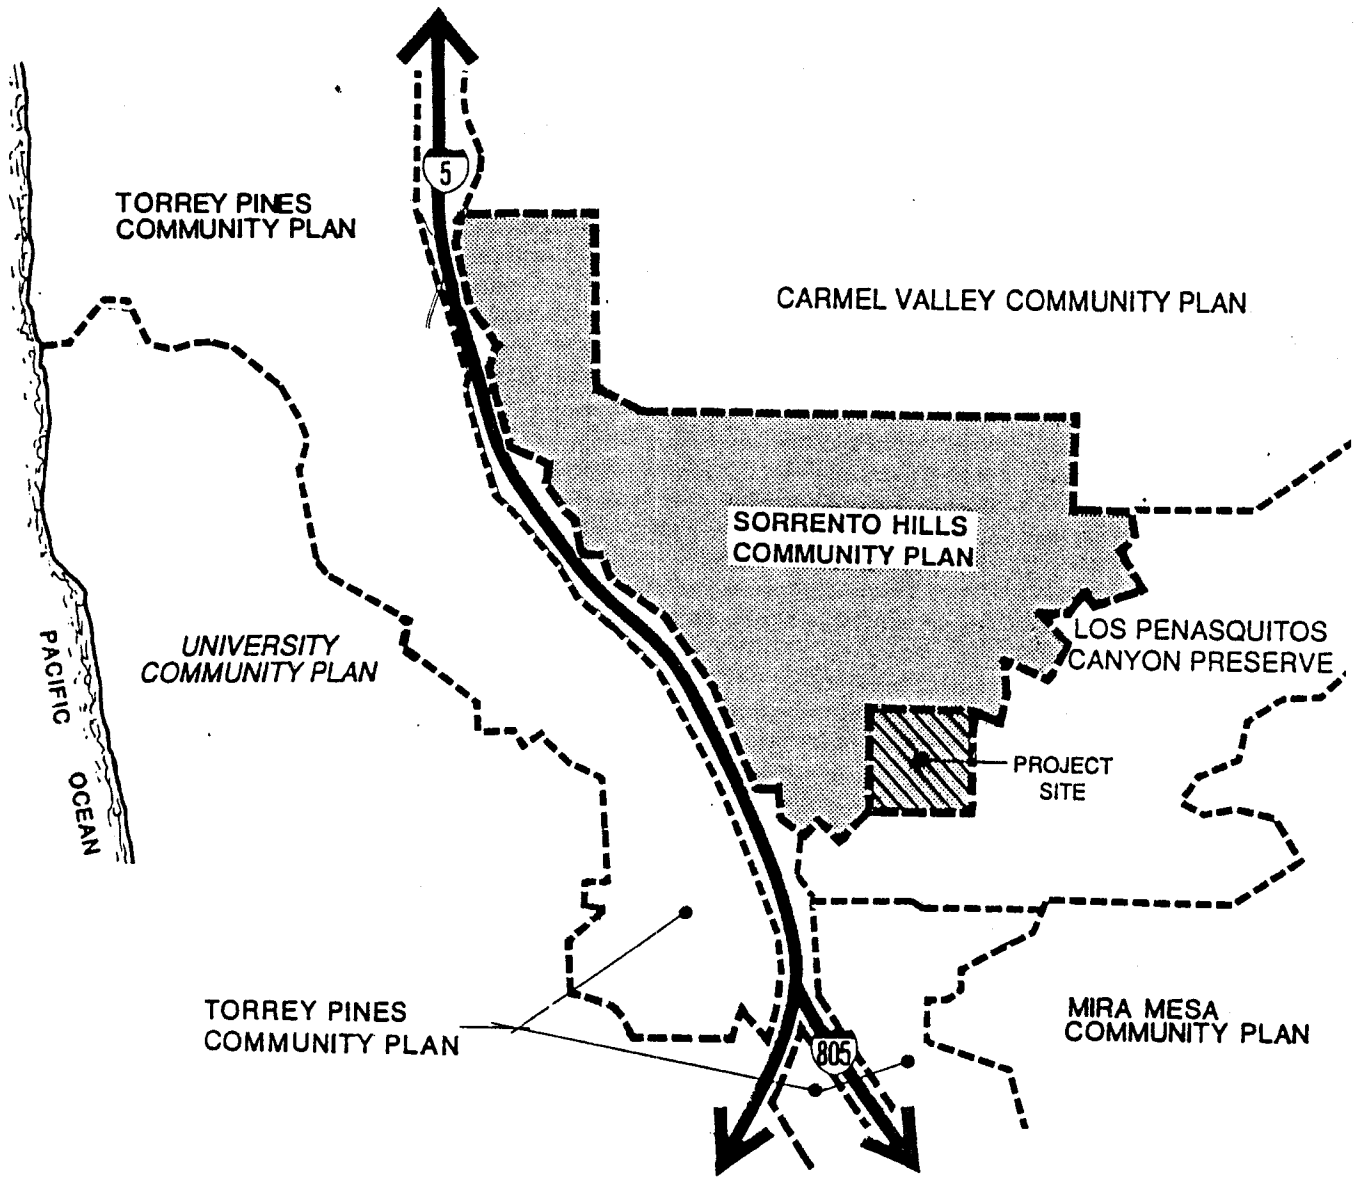 5
TORREY PINES
COMMUNITY PLAN
CARMEL VALLEY COMMUNITY PLAN
SORRENTO HILLS
COMMUNITY PLAN
LOS PENASQUITOS
CANYON PRESERVE
UNIVERSITY
COMMUNITY PLAN
PACIFIC
OCEAN
PROJECT
SITE
TORREY PINES
COMMUNITY PLAN
MIRA MESA
COMMUNITY PLAN
805